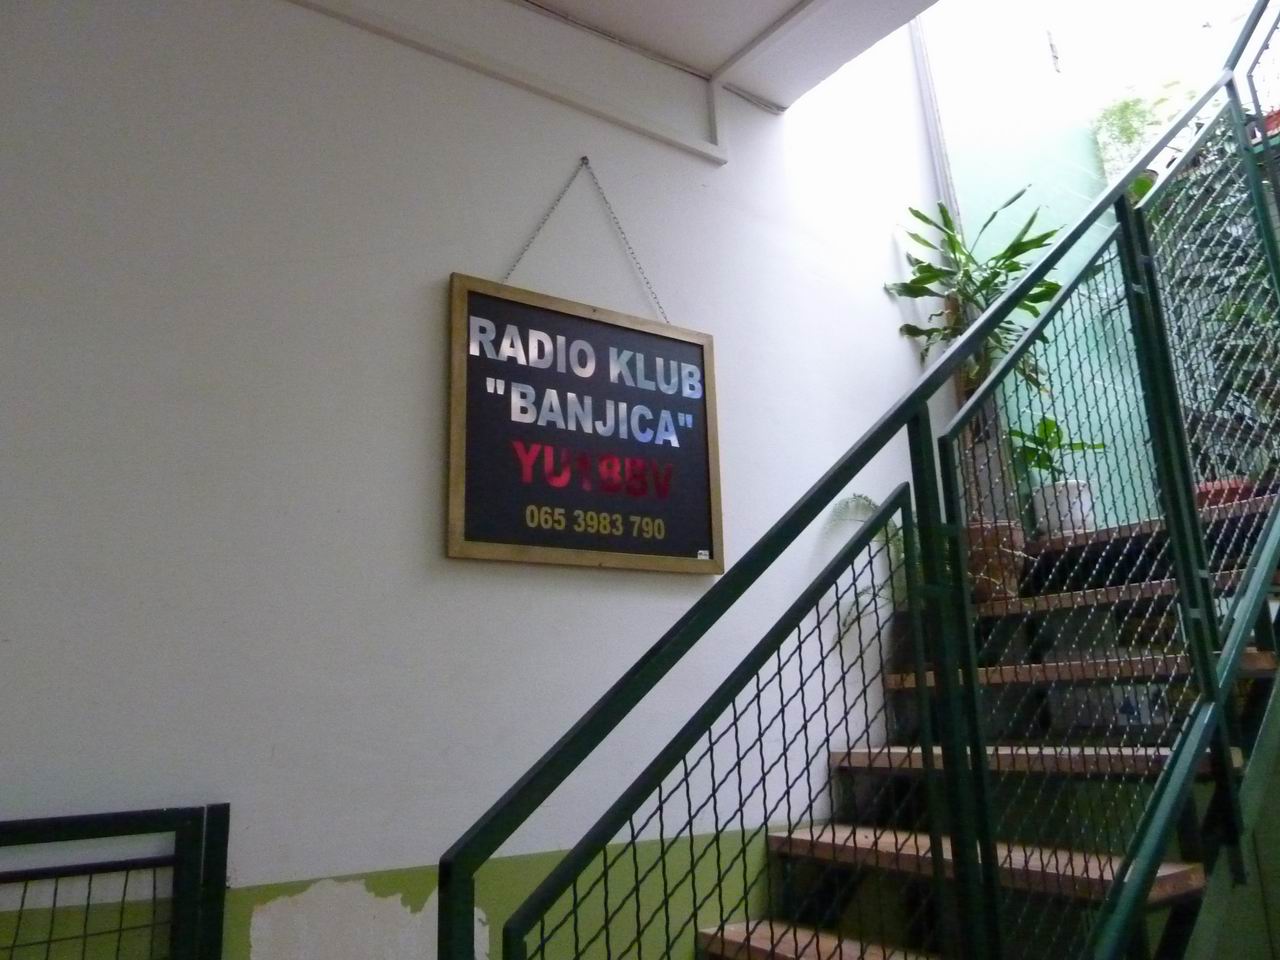 RADIO KLUB
"BANJICA"
YU1BBV
065 3983 790